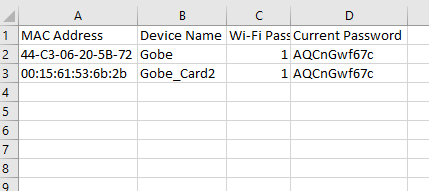 A B C D
1 MAC Address Device Name Wi-Fi Pass Current Password
2 44-C3-06-20-5B-72 Gobe 1 AQCnGwf67c
3 00:15:61:53:6b:2b Gobe_Card2 1 AQCnGwf67c
4
5
6
7
8
9